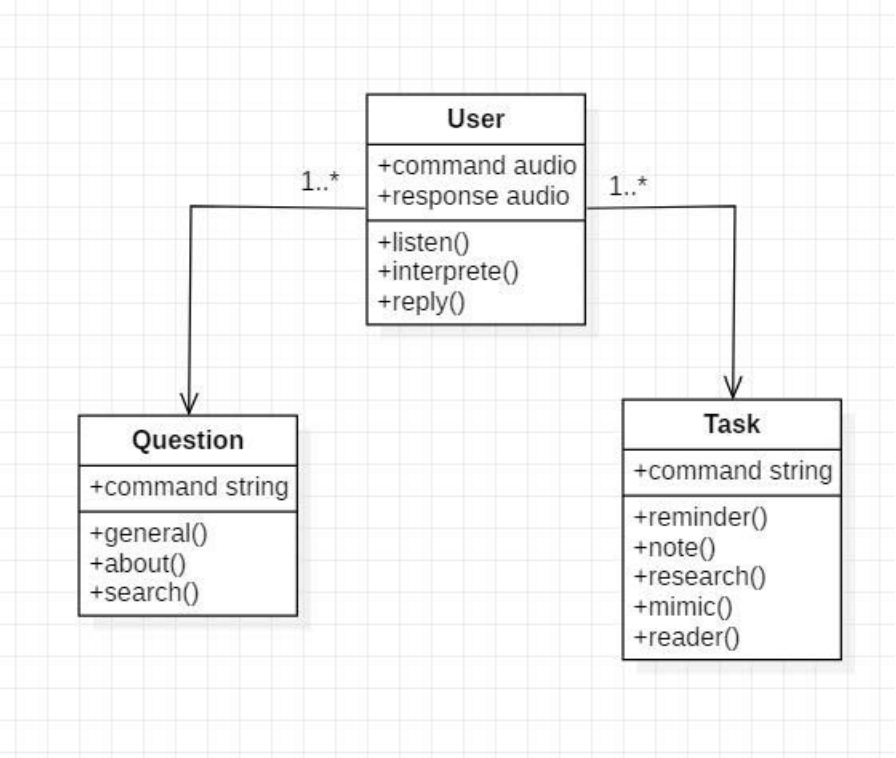 User
+command audio
+response audio
+listen()
+interprete()
+reply()
1..*
1..*
Question
+command string
+general()
+about()
+search()
Task
+command string
+reminder()
+note()
+research()
+mimic()
+reader()